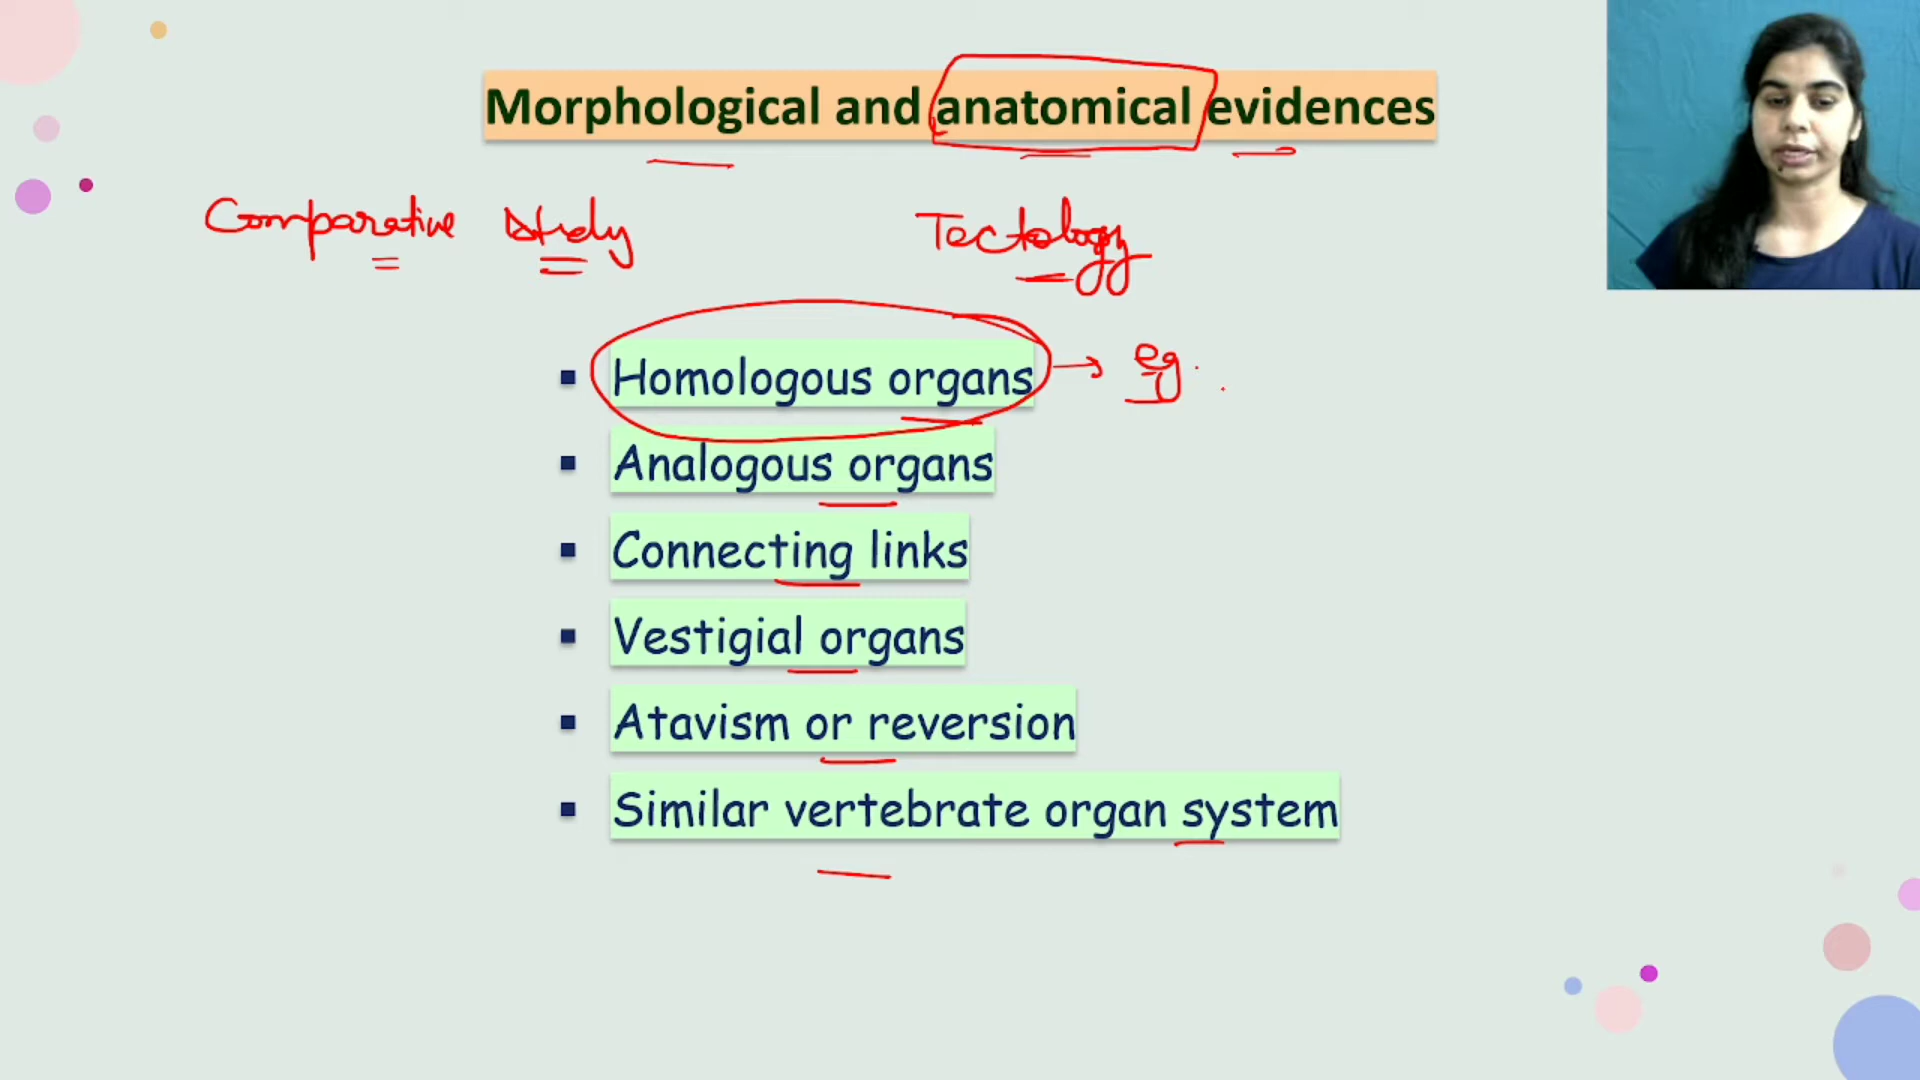 Morphological and anatomical evidences
Comparative Study
Tectology
▪ Homologous organs → eg.
▪ Analogous organs
▪ Connecting links
▪ Vestigial organs
▪ Atavism or reversion
▪ Similar vertebrate organ system